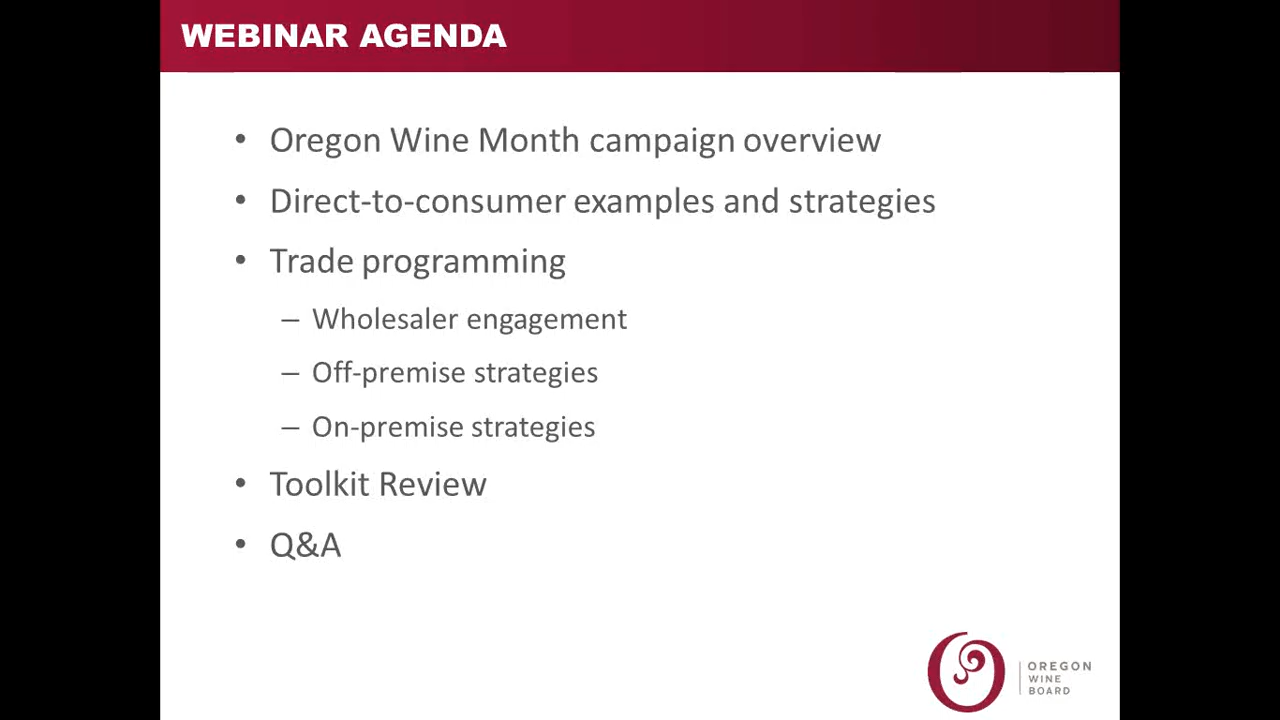 WEBINAR AGENDA
• Oregon Wine Month campaign overview
• Direct-to-consumer examples and strategies
• Trade programming
– Wholesaler engagement
– Off-premise strategies
– On-premise strategies
• Toolkit Review
• Q&A
OREGON
WINE
BOARD